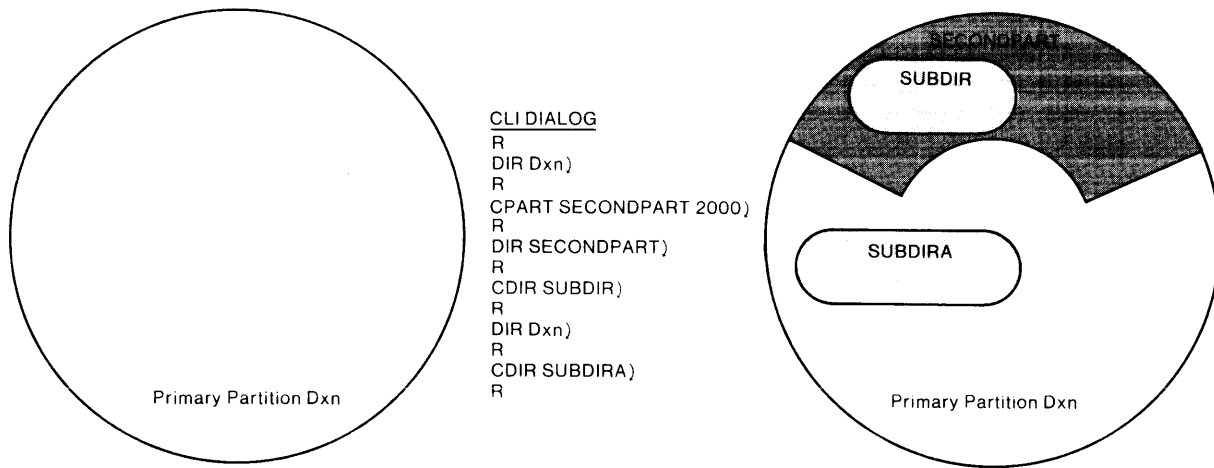 Primary Partition Dxn
CLI DIALOG
R
DIR Dxn)
R
CPART SECONDPART 2000)
R
DIR SECONDPART)
R
CDIR SUBDIR)
R
DIR Dxn)
R
CDIR SUBDIRA)
R
SECONDPART
SUBDIR
SUBDIRA
Primary Partition Dxn